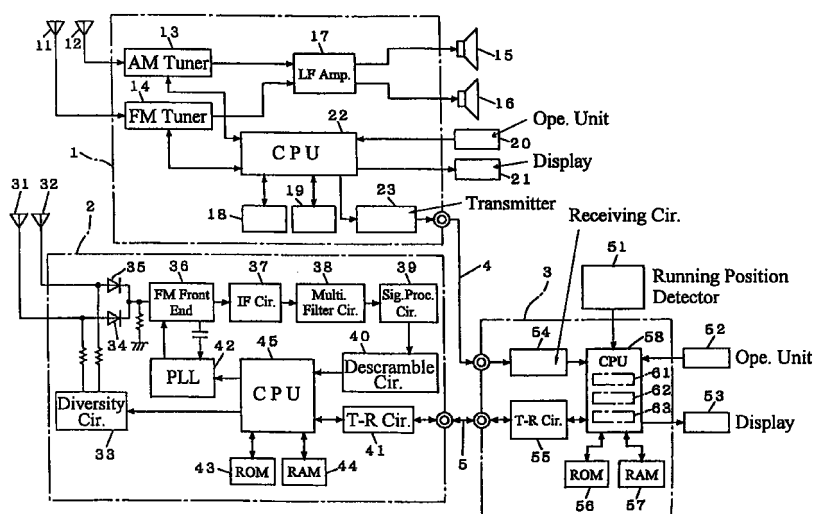 11
12
13
AM Tuner
14
FM Tuner
17
LF Amp.
15
16
22
CPU
Ope. Unit
20
Display
21
1
18
19
23
Transmitter
Receiving Cir.
31
32
2
35
36
FM Front
End
37
IF Cir.
38
Multi.
Filter Cir.
39
Sig.Proc.
Cir.
34
42
PLL
45
CPU
40
Descramble
Cir.
Diversity
Cir.
33
T-R Cir.
41
43
ROM
RAM
44
4
5
3
51
Running Position
Detector
54
58
CPU
61
62
63
52
Ope. Unit
53
Display
T-R Cir.
55
ROM
56
RAM
57